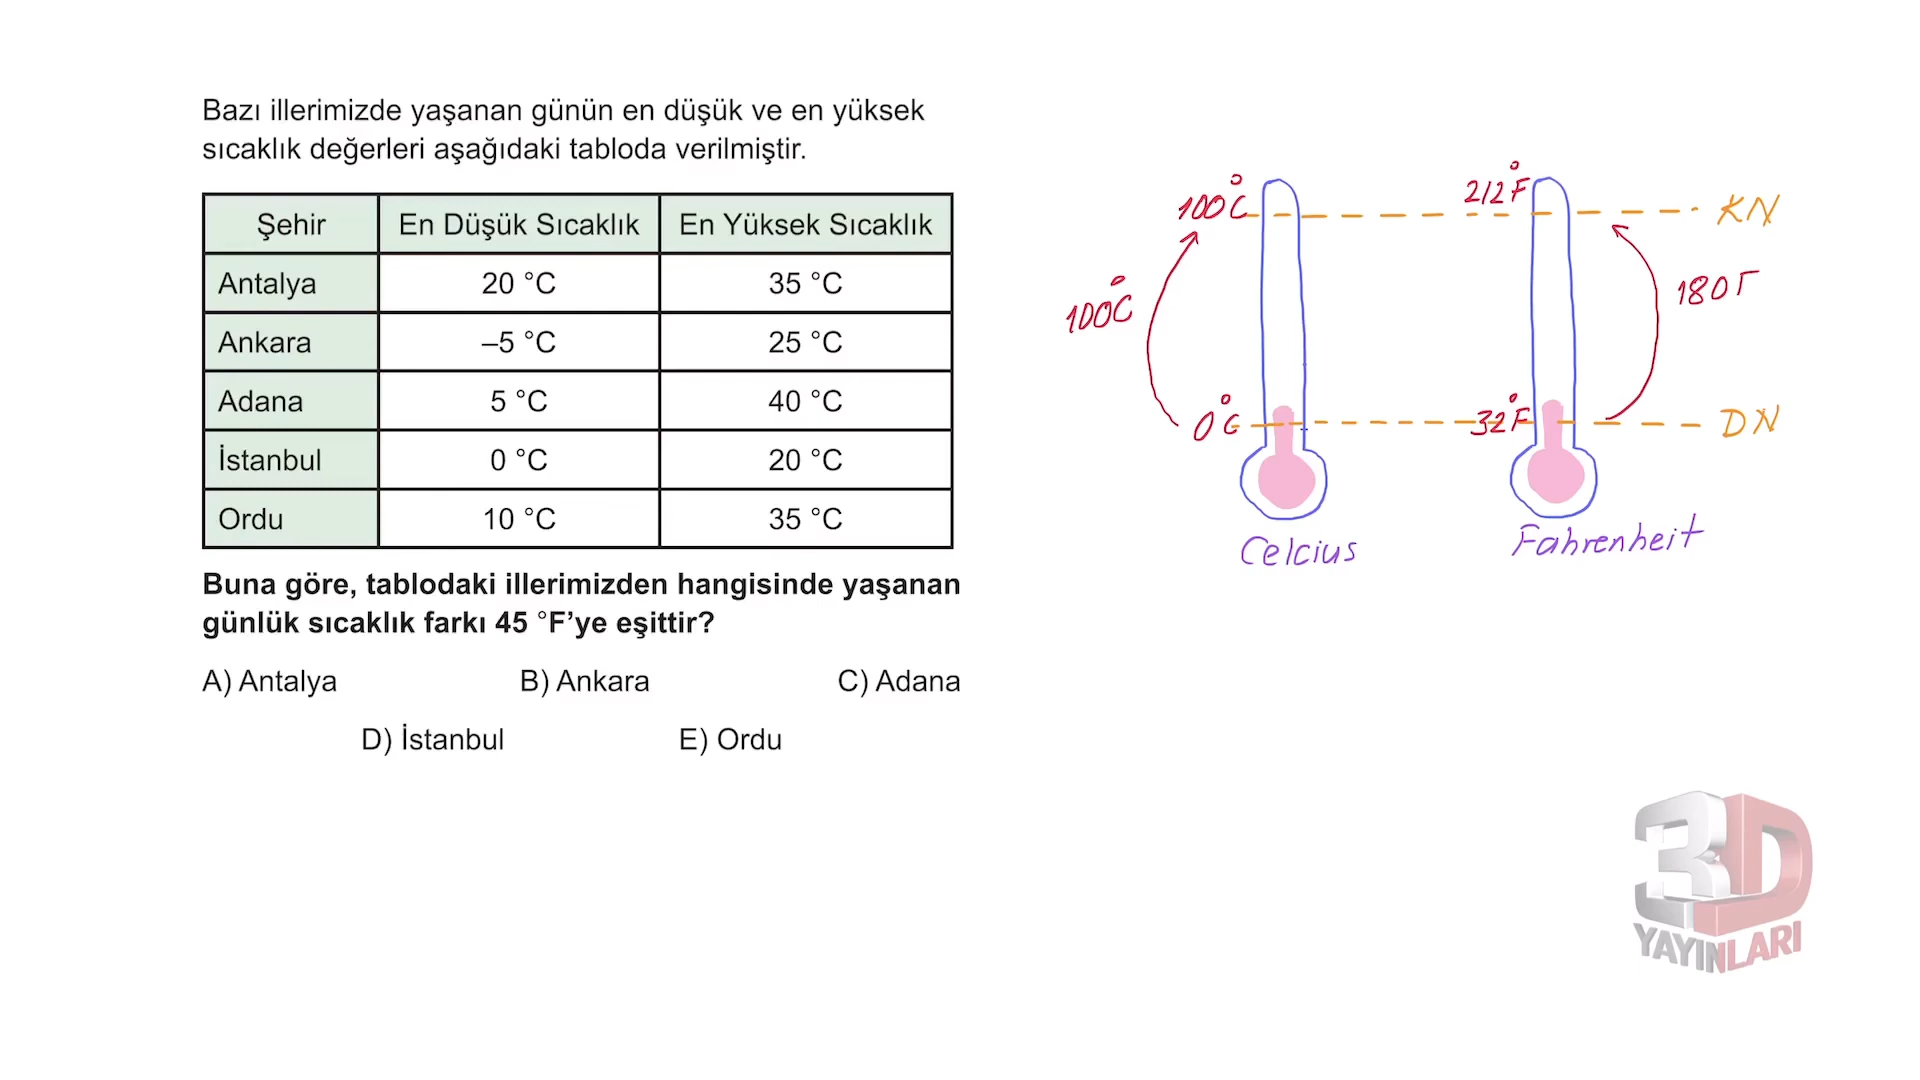 Bazı illerimizde yaşanan günün en düşük ve en yüksek
sıcaklık değerleri aşağıdaki tabloda verilmiştir.
Şehir En Düşük Sıcaklık En Yüksek Sıcaklık
Antalya 20 °C 35 °C
Ankara –5 °C 25 °C
Adana 5 °C 40 °C
İstanbul 0 °C 20 °C
Ordu 10 °C 35 °C
Buna göre, tablodaki illerimizden hangisinde yaşanan
günlük sıcaklık farkı 45 °F'ye eşittir?
A) Antalya B) Ankara C) Adana
D) İstanbul E) Ordu
100°C 212°F KN
100°C 180F
0°C 32°F DN
Celcius Fahrenheit
3D
YAYINLARI